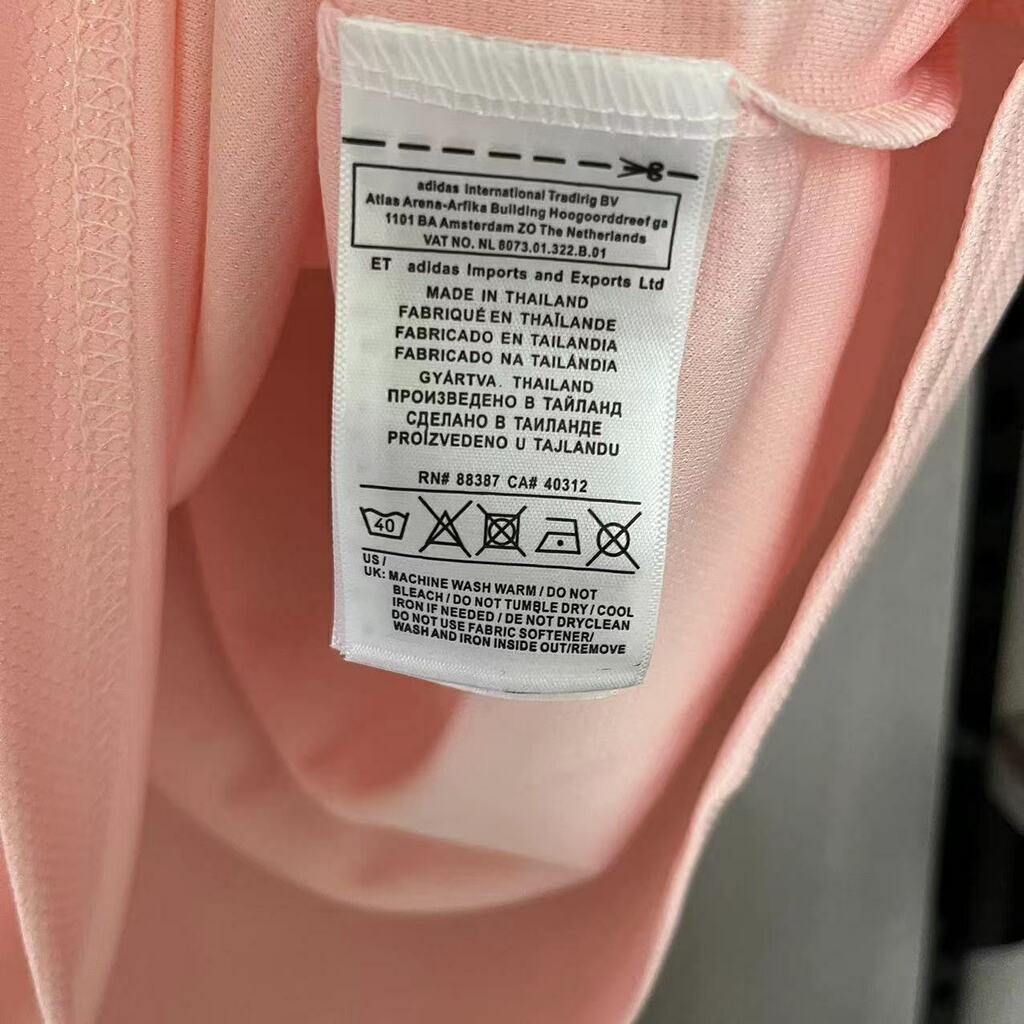 adidas International Tradirig BV
Atlas Arena-Arfika Building Hoogoorddreef ga
1101 BA Amsterdam ZO The Netherlands
VAT NO. NL 8073.01.322.B.01
ET adidas Imports and Exports Ltd
MADE IN THAILAND
FABRIQUÉ EN THAÏLANDE
FABRICADO EN TAILANDIA
FABRICADO NA TAILÁNDIA
GYÁRTVA. THAILAND
ПРОИЗВЕДЕНО В ТАЙЛАНД
СДЕЛАНО В ТАИЛАНДЕ
PROIZVEDENO U TAJLANDU
RN# 88387 CA# 40312
40
US /
UK: MACHINE WASH WARM / DO NOT
BLEACH / DO NOT TUMBLE DRY / COOL
IRON IF NEEDED / DE NOT DRYCLEAN
DO NOT USE FABRIC SOFTENER/
WASH AND IRON INSIDE OUT/REMOVE